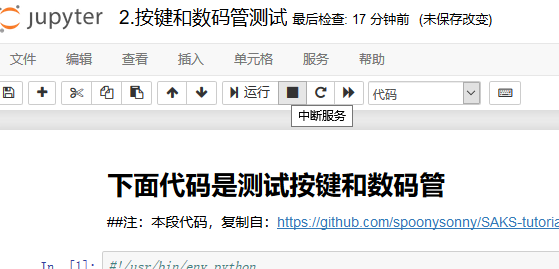 jupyter 2.按键和数码管测试 最后检查: 17 分钟前 (未保存改变)
文件 编辑 查看 插入 单元格 服务 帮助
运行 代码
中断服务
下面代码是测试按键和数码管
##注：本段代码，复制自：https://github.com/spoonysonny/SAKS-tutoria
In [1]: #!/usr/bin/env python